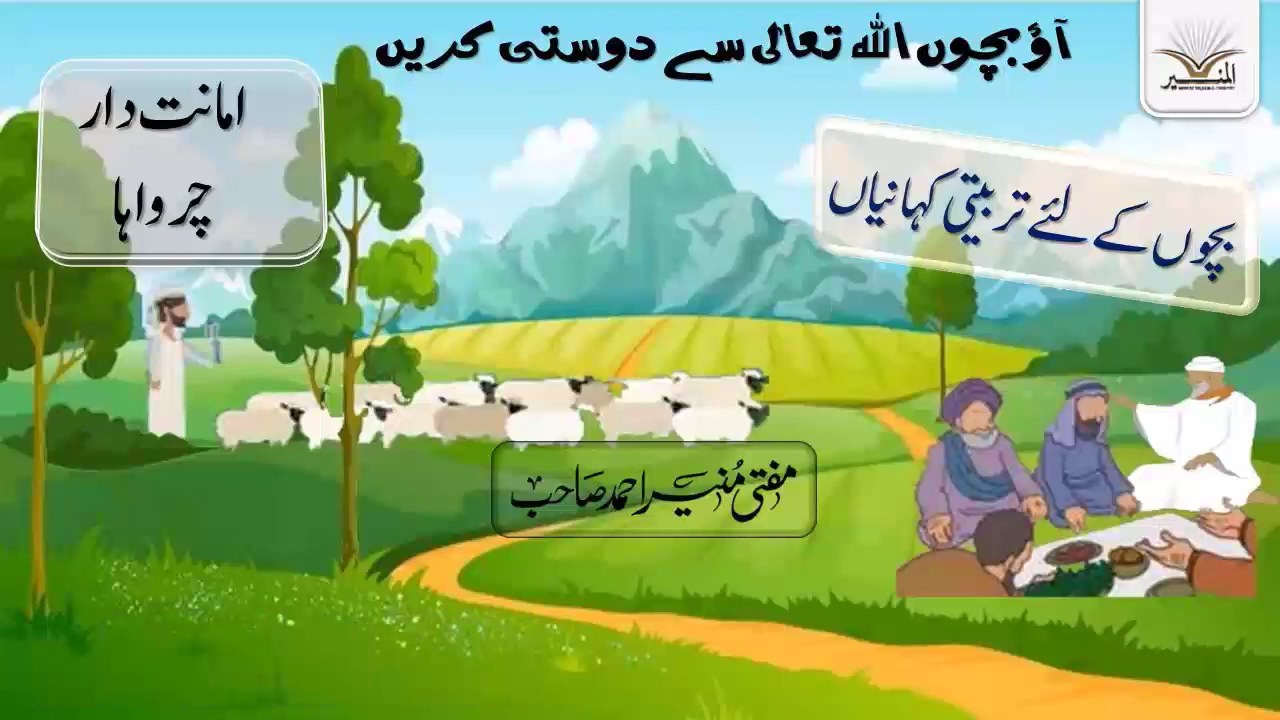 آؤ بچوں اللہ تعالی سے دوستی کریں
المنیر
امانت دار
چرواہا
بچوں کے لئے تربیتی کہانیاں
مفتی مُنیر احمد صاحب